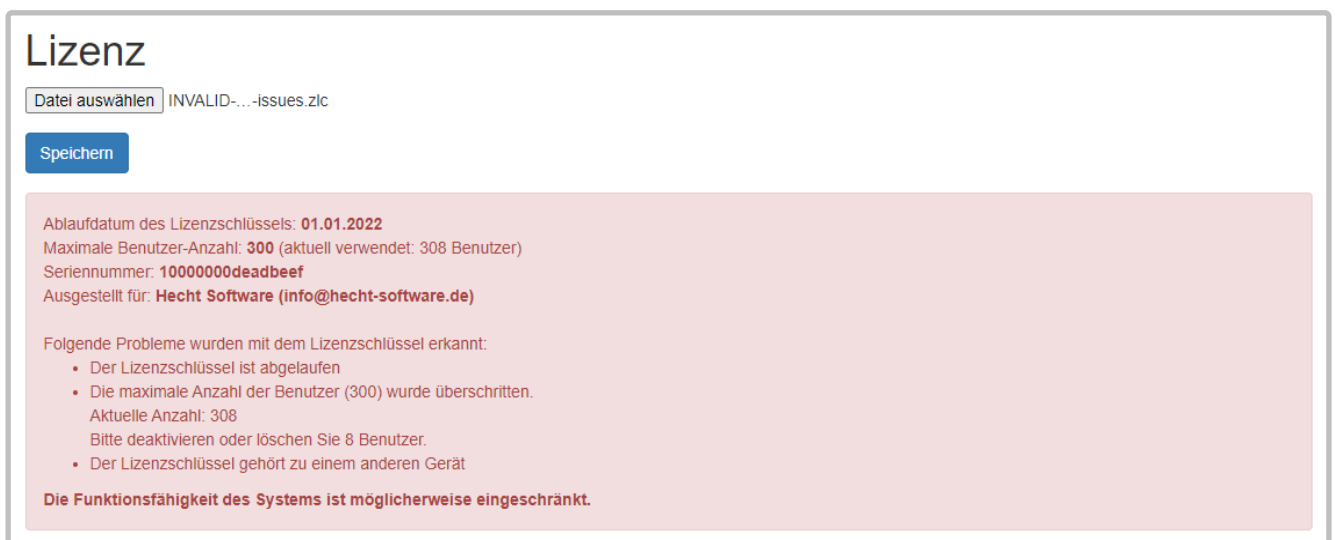 Lizenz
Datei auswählen INVALID-...-issues.zlc
Speichern
Ablaufdatum des Lizenzschlüssels: 01.01.2022
Maximale Benutzer-Anzahl: 300 (aktuell verwendet: 308 Benutzer)
Seriennummer: 10000000deadbeef
Ausgestellt für: Hecht Software (info@hecht-software.de)
Folgende Probleme wurden mit dem Lizenzschlüssel erkannt:
• Der Lizenzschlüssel ist abgelaufen
• Die maximale Anzahl der Benutzer (300) wurde überschritten.
Aktuelle Anzahl: 308
Bitte deaktivieren oder löschen Sie 8 Benutzer.
• Der Lizenzschlüssel gehört zu einem anderen Gerät
Die Funktionsfähigkeit des Systems ist möglicherweise eingeschränkt.